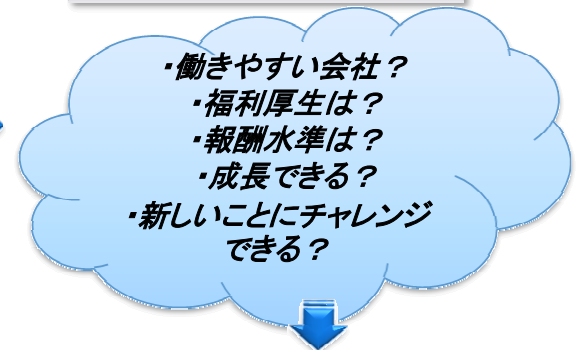 ・働きやすい会社？
・福利厚生は？
・報酬水準は？
・成長できる？
・新しいことにチャレンジ
できる？